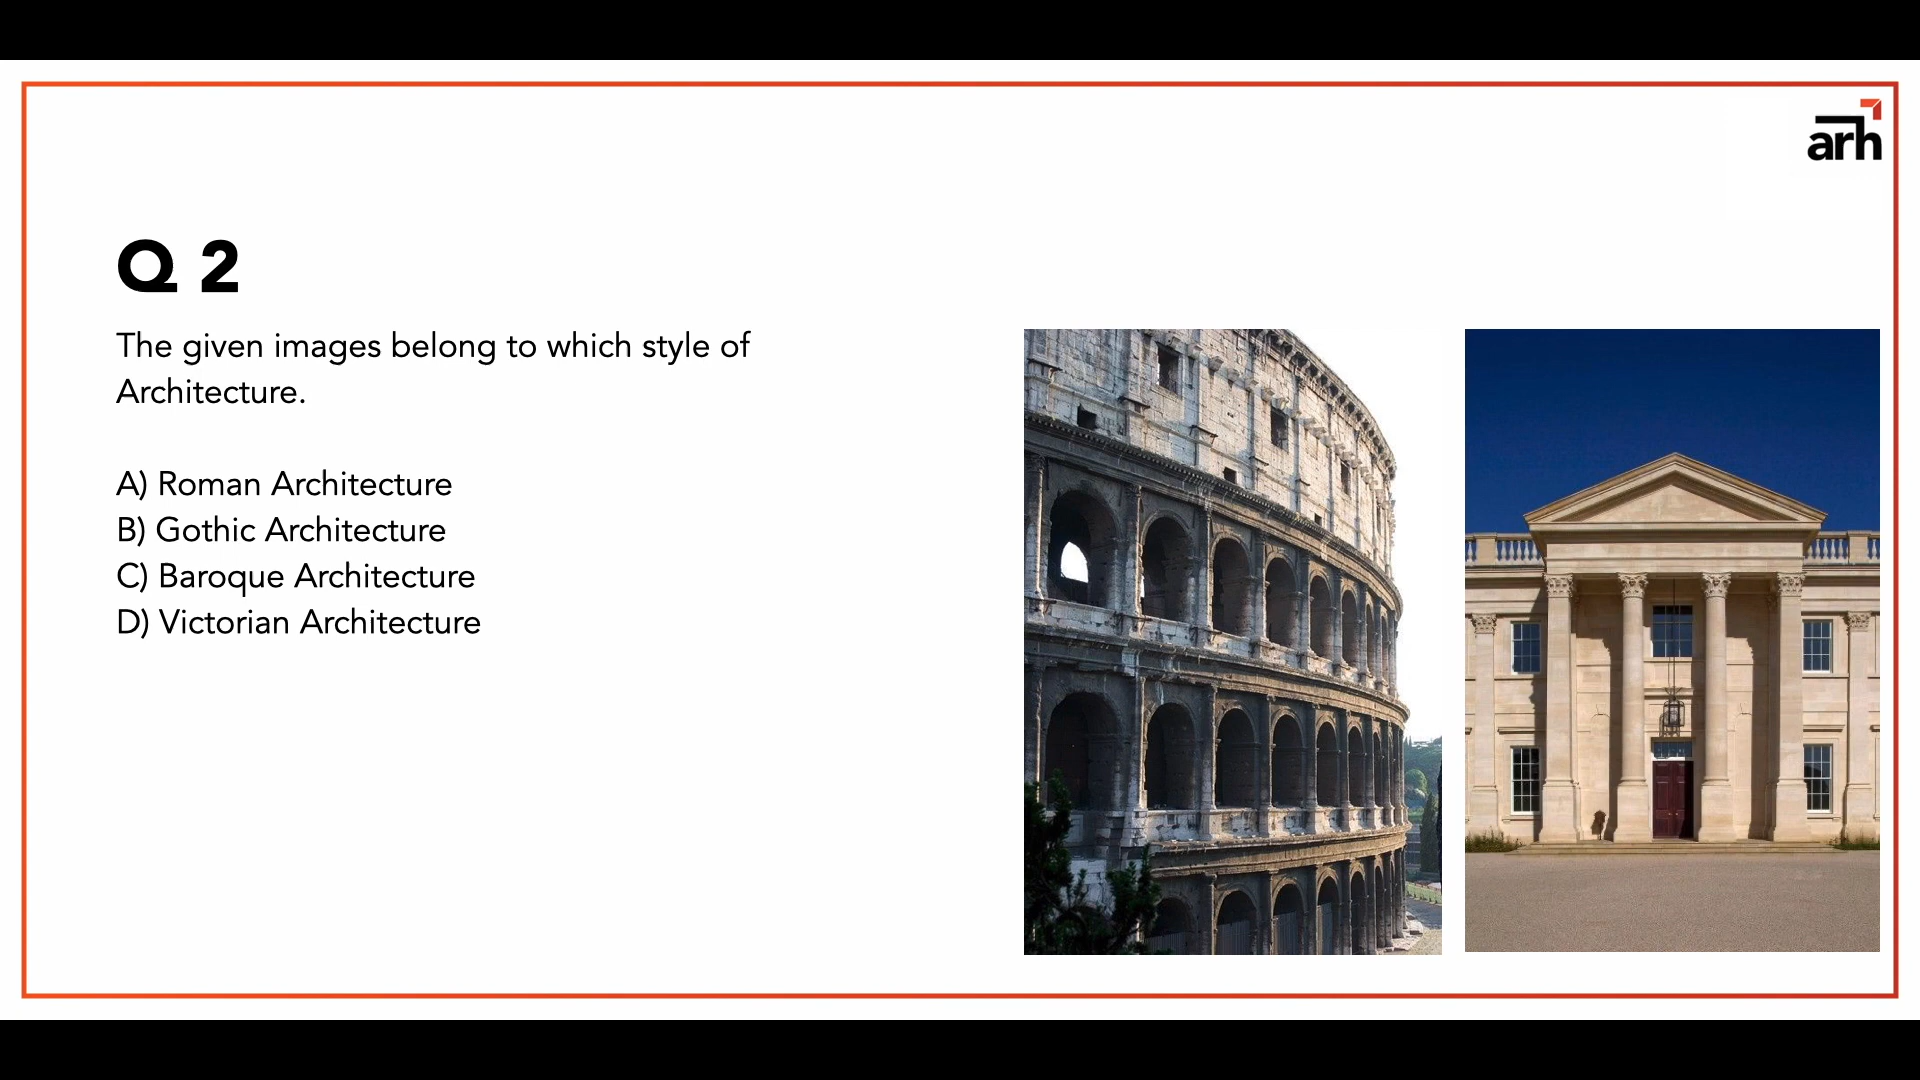 arh
Q 2
The given images belong to which style of
Architecture.
A) Roman Architecture
B) Gothic Architecture
C) Baroque Architecture
D) Victorian Architecture